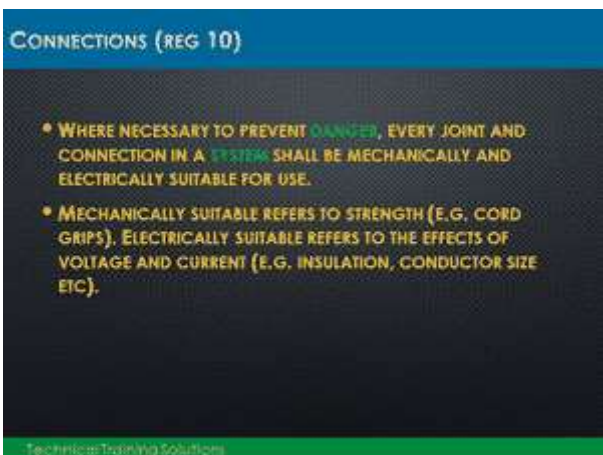 CONNECTIONS (REG 10)
• WHERE NECESSARY TO PREVENT DANGER, EVERY JOINT AND
CONNECTION IN A SYSTEM SHALL BE MECHANICALLY AND
ELECTRICALLY SUITABLE FOR USE.
• MECHANICALLY SUITABLE REFERS TO STRENGTH (E.G. CORD
GRIPS). ELECTRICALLY SUITABLE REFERS TO THE EFFECTS OF
VOLTAGE AND CURRENT (E.G. INSULATION, CONDUCTOR SIZE
ETC).
Technical Training Solutions